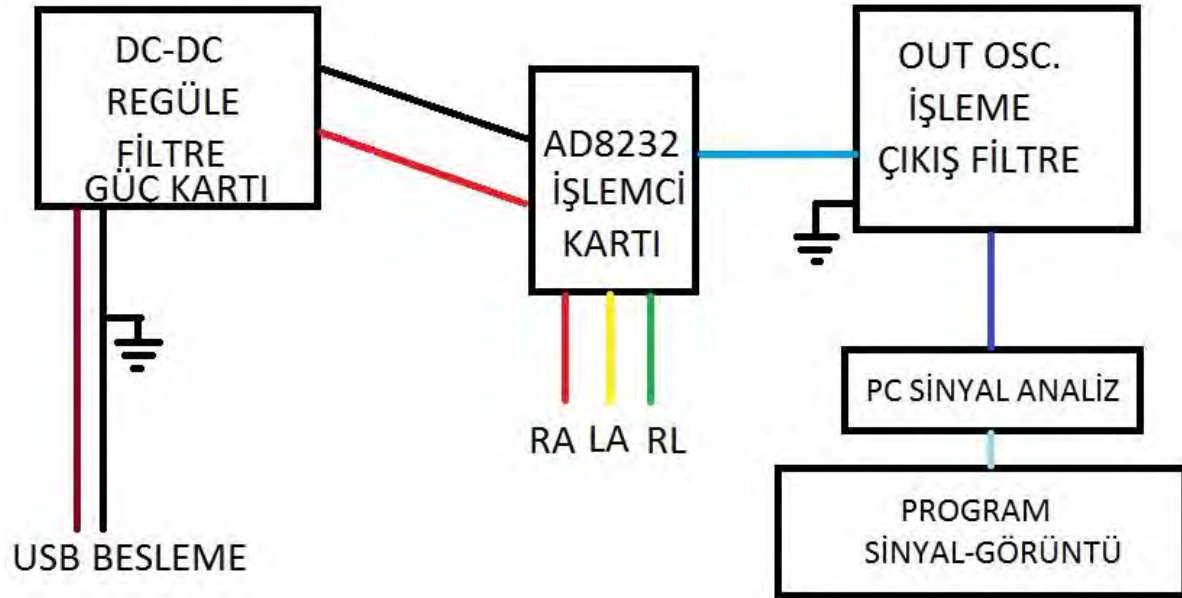 DC-DC
REGÜLE
FİLTRE
GÜÇ KARTI
USB BESLEME
AD8232
İŞLEMCİ
KARTI
RA LA RL
OUT OSC.
İŞLEME
ÇIKIŞ FİLTRE
PC SİNYAL ANALİZ
PROGRAM
SİNYAL-GÖRÜNTÜ